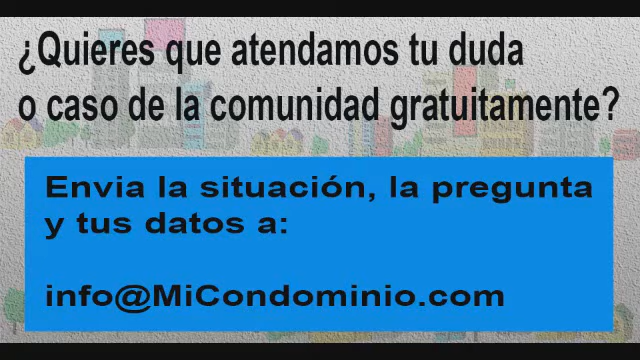 ¿Quieres que atendamos tu duda
o caso de la comunidad gratuitamente?
Envia la situación, la pregunta
y tus datos a:
info@MiCondominio.com